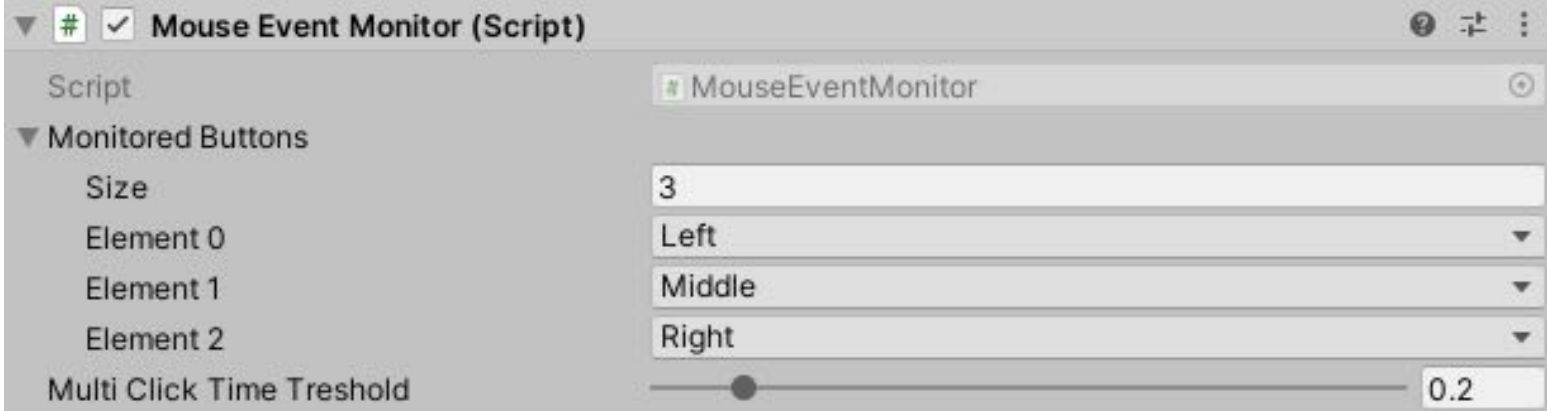 # Mouse Event Monitor (Script)
Script # MouseEventMonitor
Monitored Buttons
Size 3
Element 0 Left
Element 1 Middle
Element 2 Right
Multi Click Time Treshold 0.2